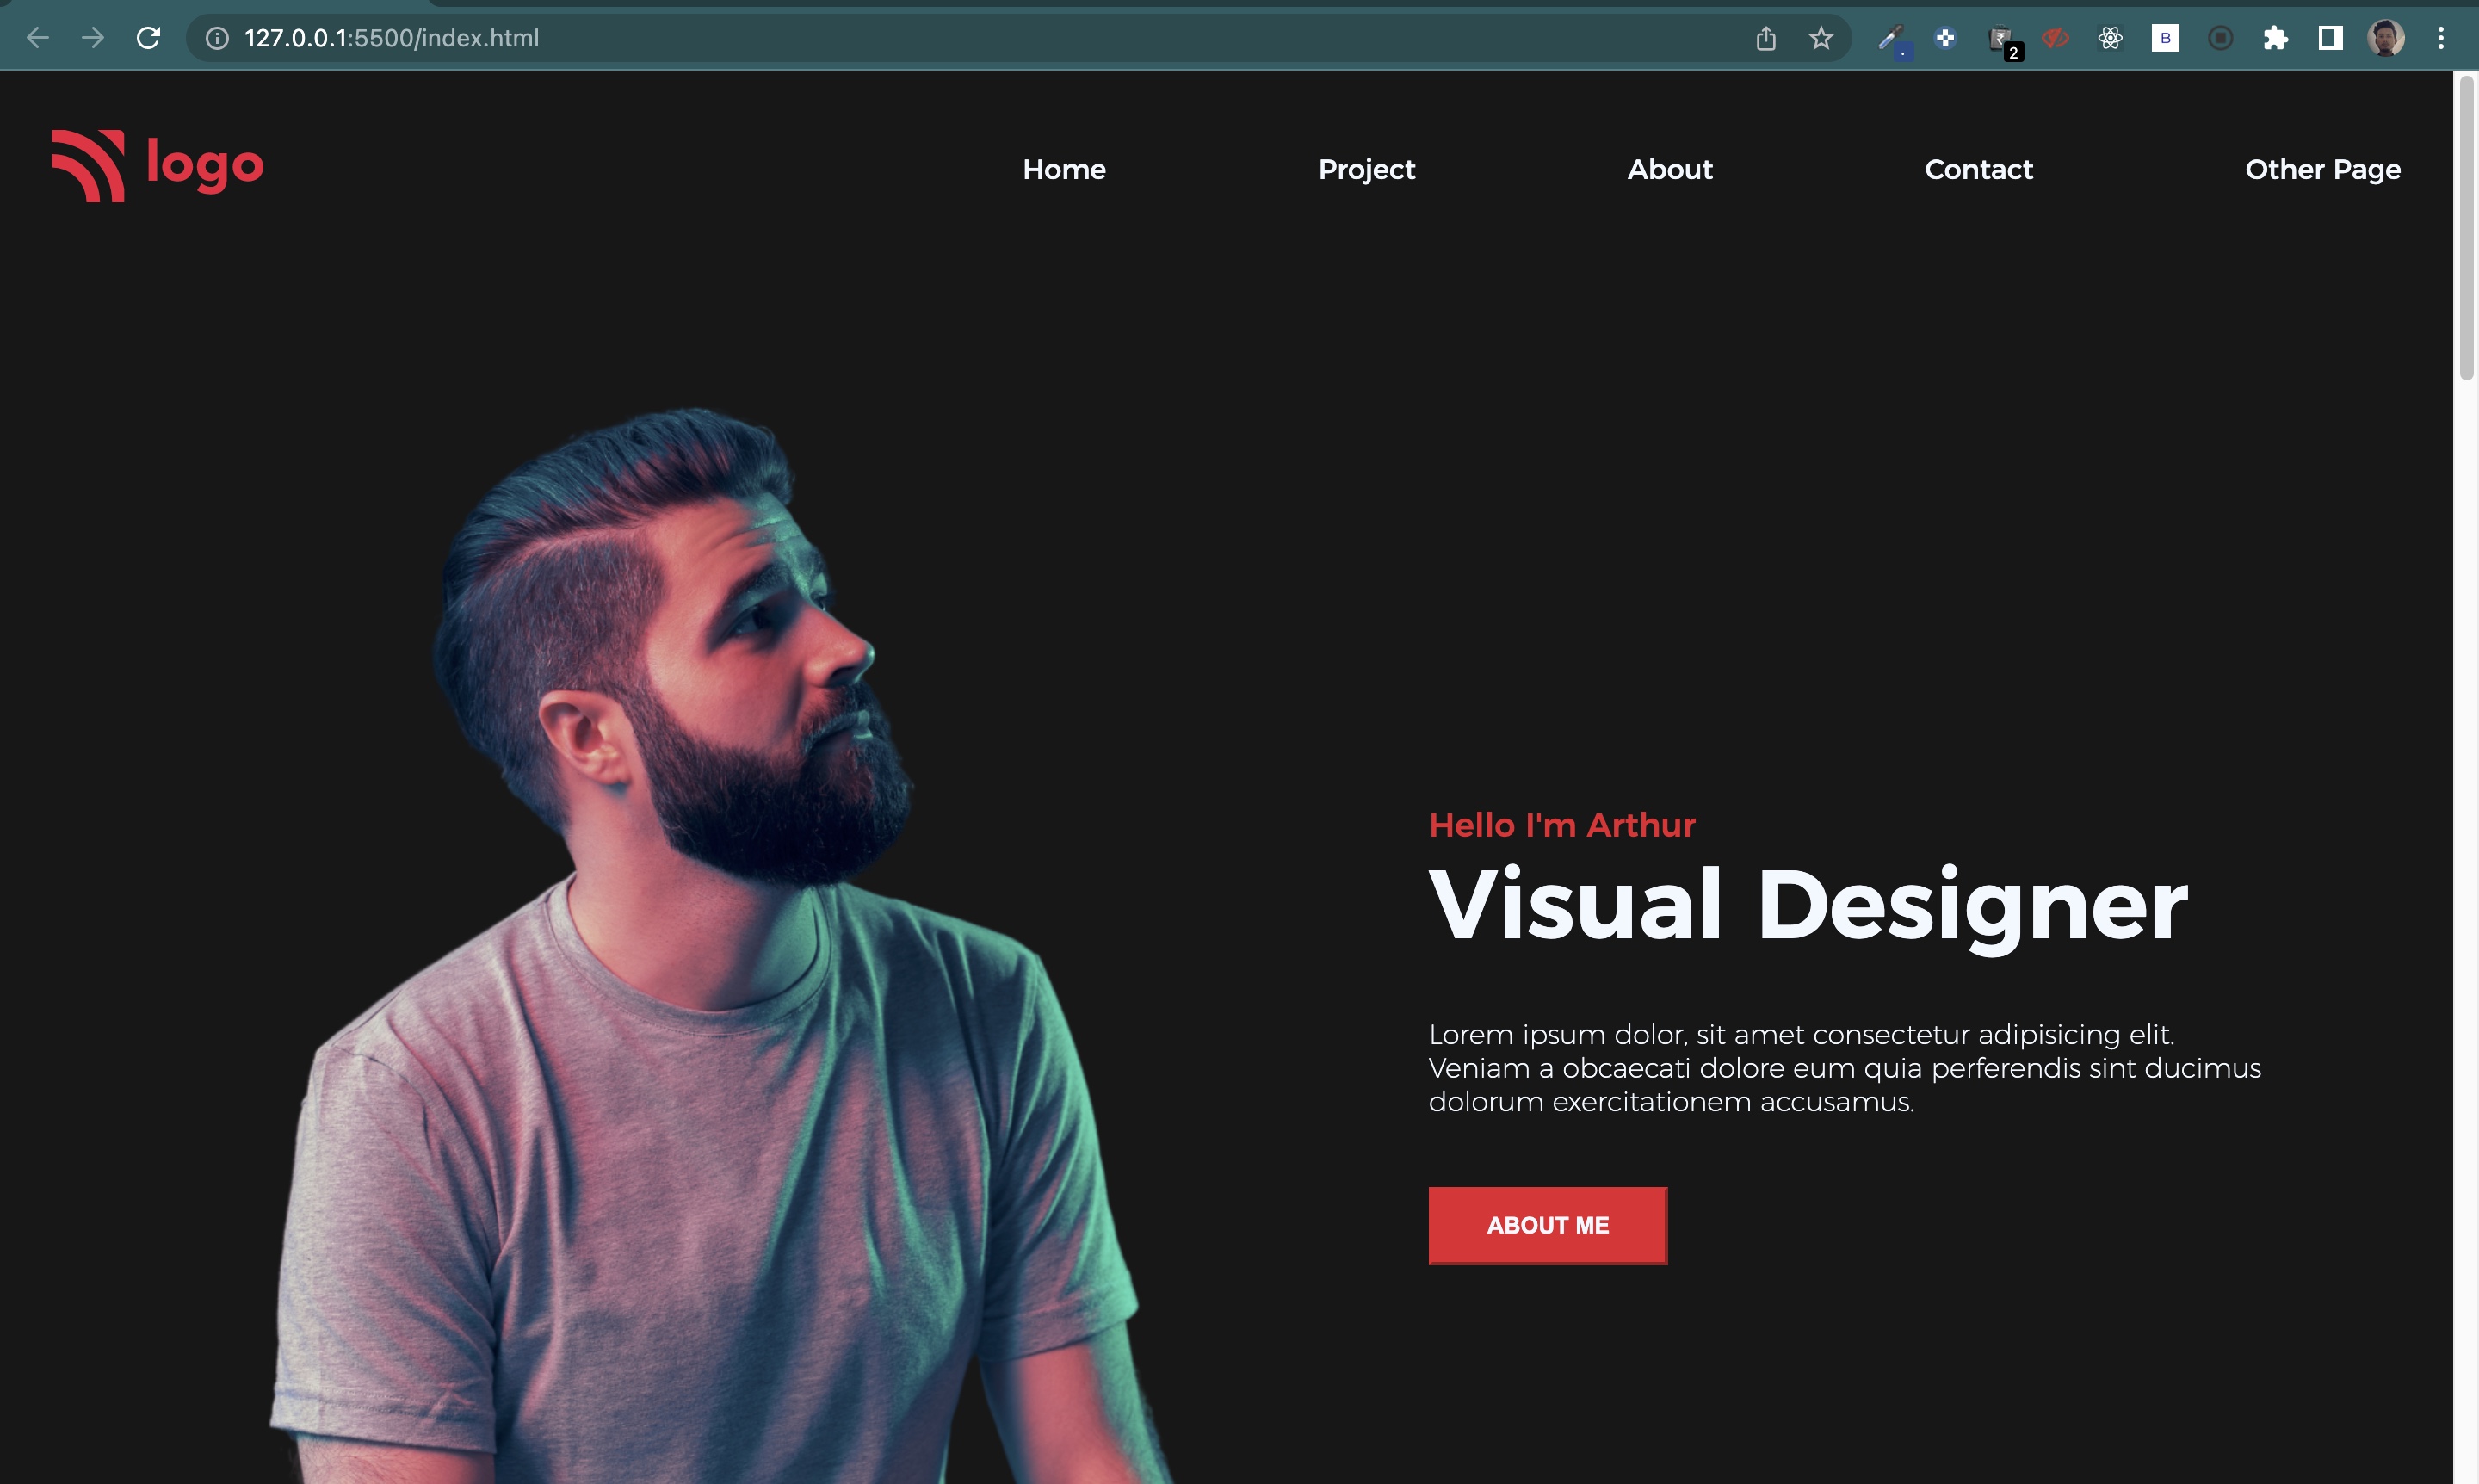 127.0.0.1:5500/index.html
2
B
logo
Home Project About Contact Other Page
Hello I'm Arthur
Visual Designer
Lorem ipsum dolor, sit amet consectetur adipisicing elit.
Veniam a obcaecati dolore eum quia perferendis sint ducimus
dolorum exercitationem accusamus.
ABOUT ME